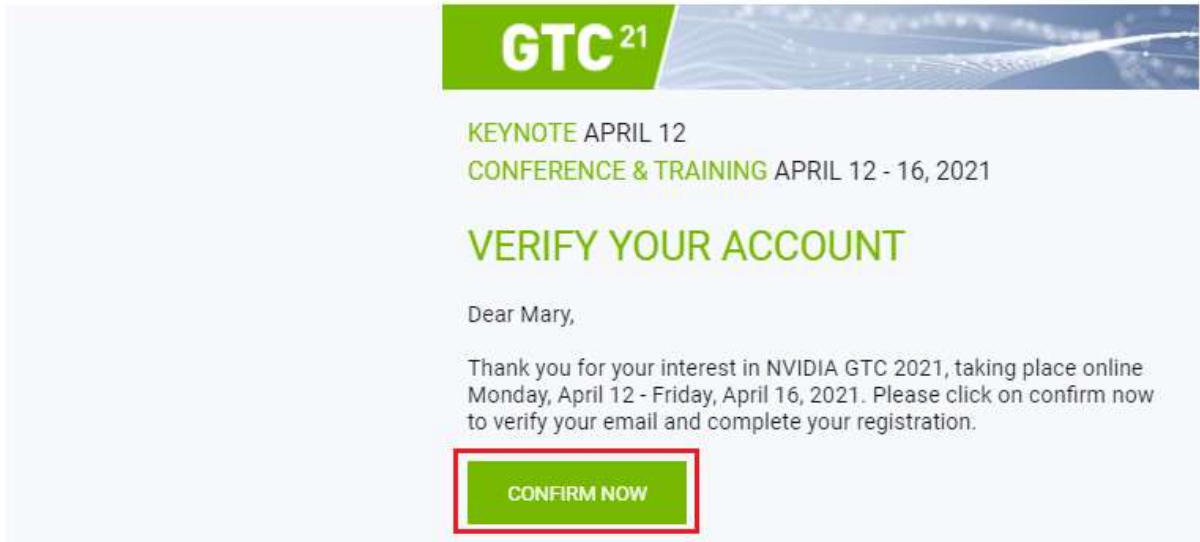 GTC 21
KEYNOTE APRIL 12
CONFERENCE & TRAINING APRIL 12 - 16, 2021
VERIFY YOUR ACCOUNT
Dear Mary,
Thank you for your interest in NVIDIA GTC 2021, taking place online
Monday, April 12 - Friday, April 16, 2021. Please click on confirm now
to verify your email and complete your registration.
CONFIRM NOW